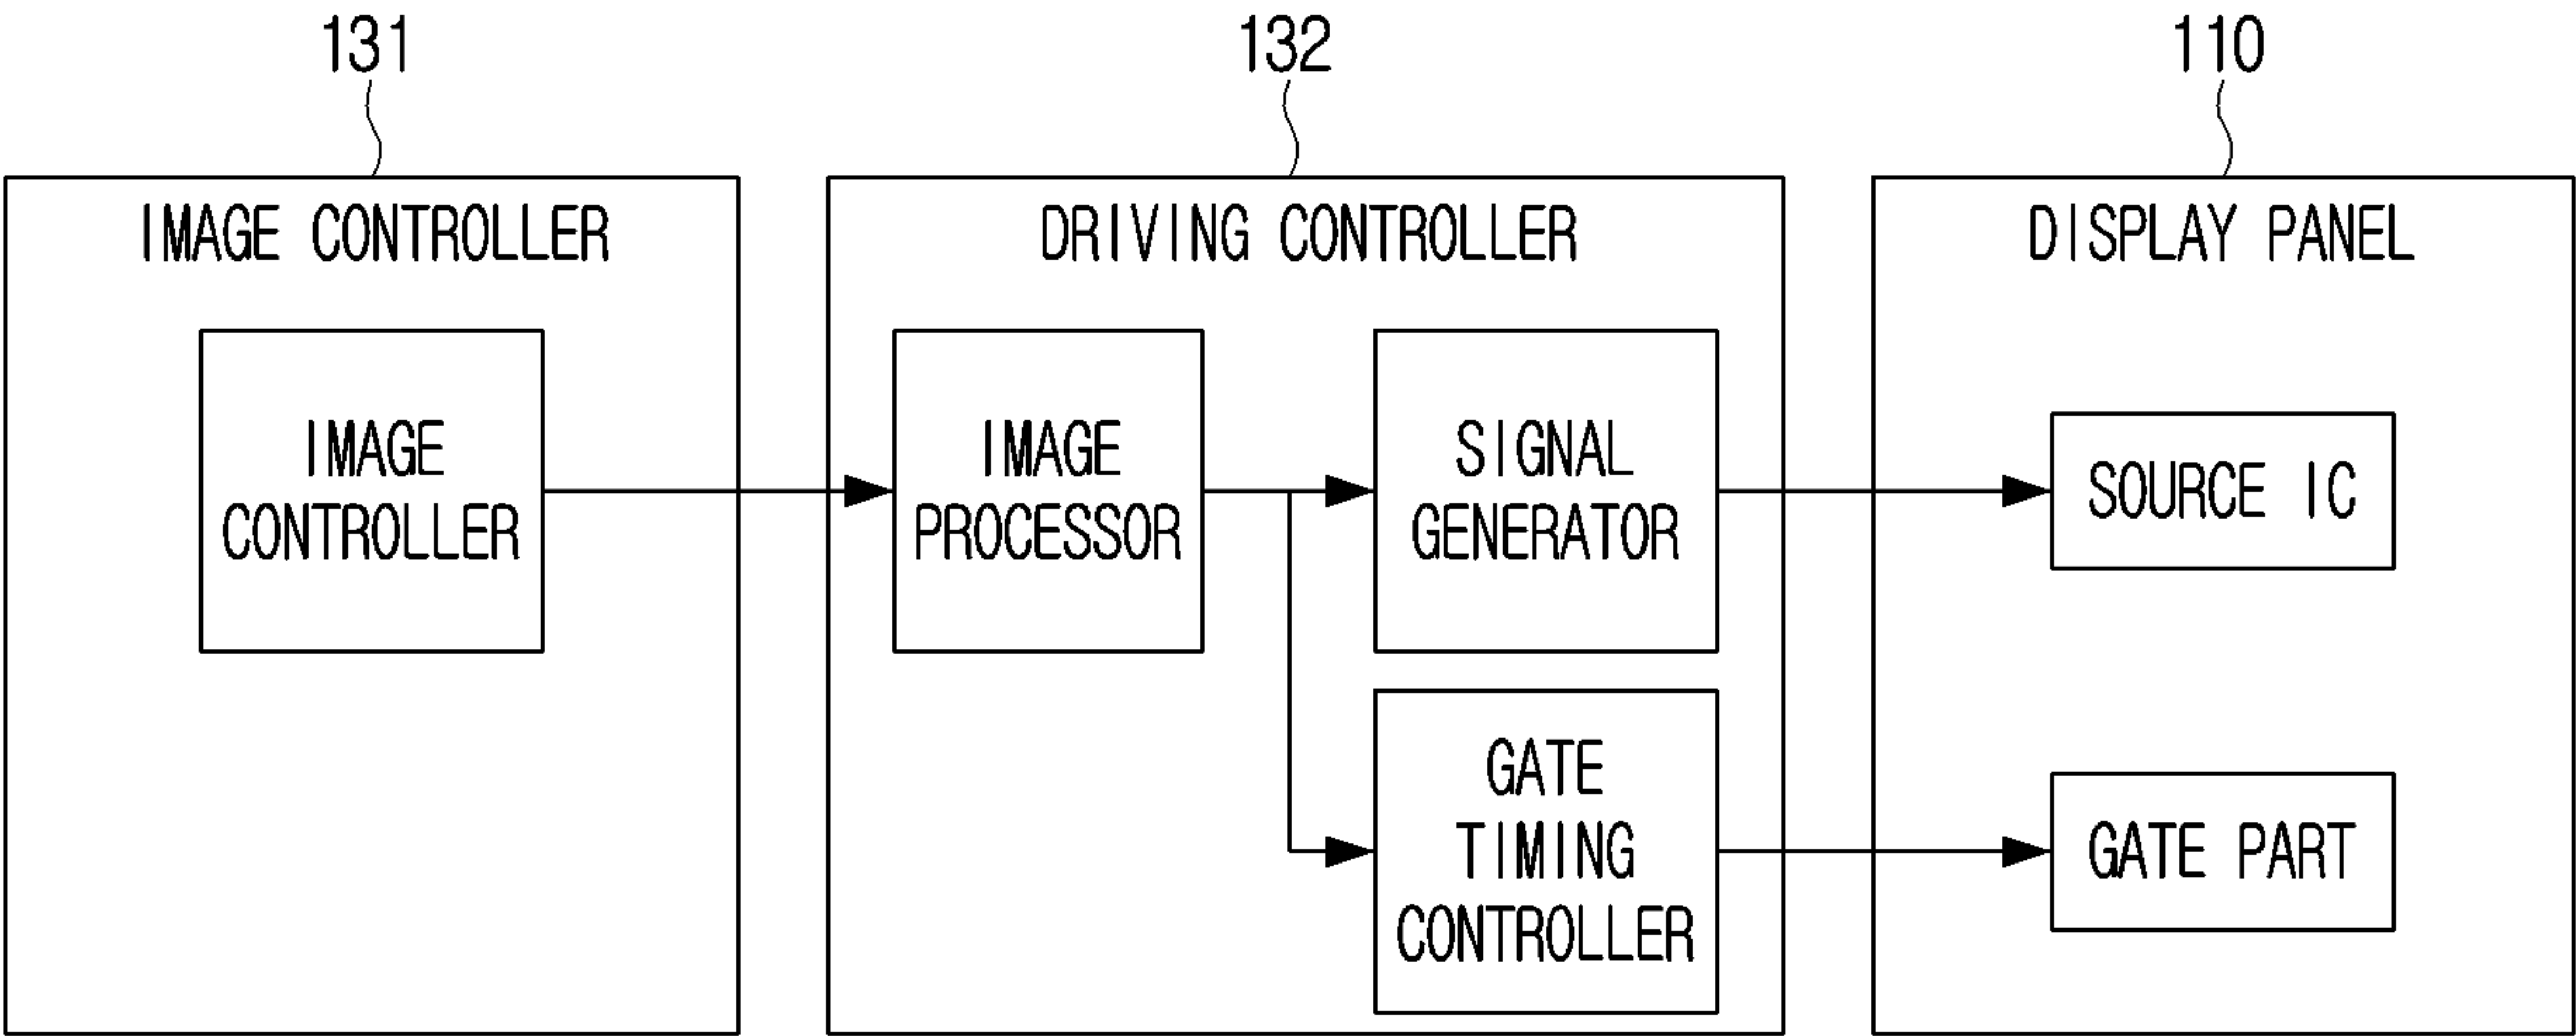 131
132
110
IMAGE CONTROLLER
DRIVING CONTROLLER
DISPLAY PANEL
IMAGE
CONTROLLER
IMAGE
PROCESSOR
SIGNAL
GENERATOR
SOURCE IC
GATE
TIMING
CONTROLLER
GATE PART